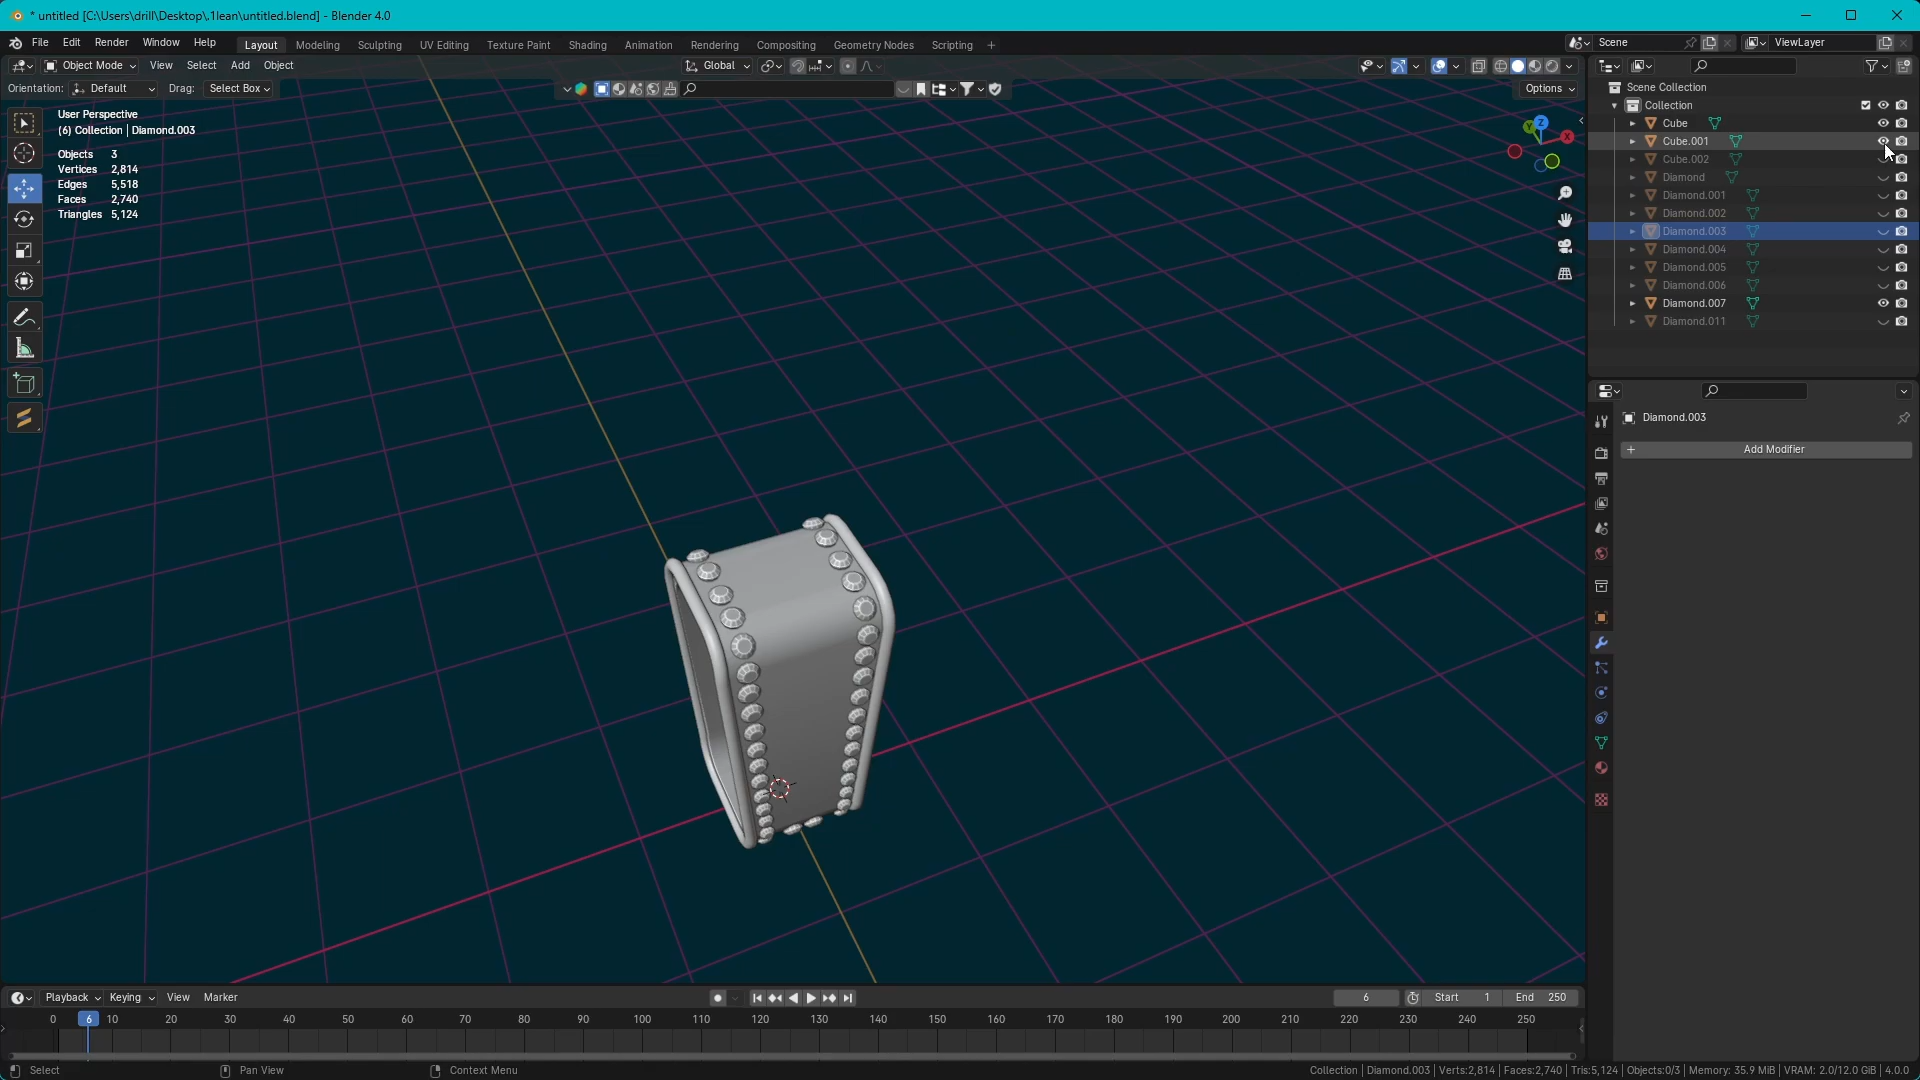 * untitled [C:\Users\drill\Desktop\.1lean\untitled.blend] - Blender 4.0
File Edit Render Window Help
Layout Modeling Sculpting UV Editing Texture Paint Shading Animation Rendering Compositing Geometry Nodes Scripting +
Scene
ViewLayer
Object Mode View Select Add Object
Global
Orientation: Default Drag: Select Box
Options
User Perspective
(6) Collection | Diamond.003
Objects 3
Vertices 2,814
Edges 5,518
Faces 2,740
Triangles 5,124
Z
Y
X
Scene Collection
Collection
Cube
Cube.001
Cube.002
Diamond
Diamond.001
Diamond.002
Diamond.003
Diamond.004
Diamond.005
Diamond.006
Diamond.007
Diamond.011
Diamond.003
+ Add Modifier
Playback Keying View Marker
6
Start 1 End 250
0 6 10 20 30 40 50 60 70 80 90 100 110 120 130 140 150 160 170 180 190 200 210 220 230 240 250
Select Pan View Context Menu
Collection | Diamond.003 | Verts:2,814 | Faces:2,740 | Tris:5,124 | Objects:0/3 | Memory: 35.9 MiB | VRAM: 2.0/12.0 GiB | 4.0.0